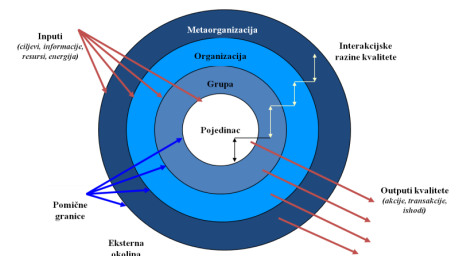 Metaorganizacija
Inputi
(ciljevi, informacije,
resursi, energija)
Organizacija
Interakcijske
razine kvalitete
Grupa
Pojedinac
Outputi kvalitete
(akcije, transakcije,
ishodi)
Pomične
granice
Eksterna
okolina